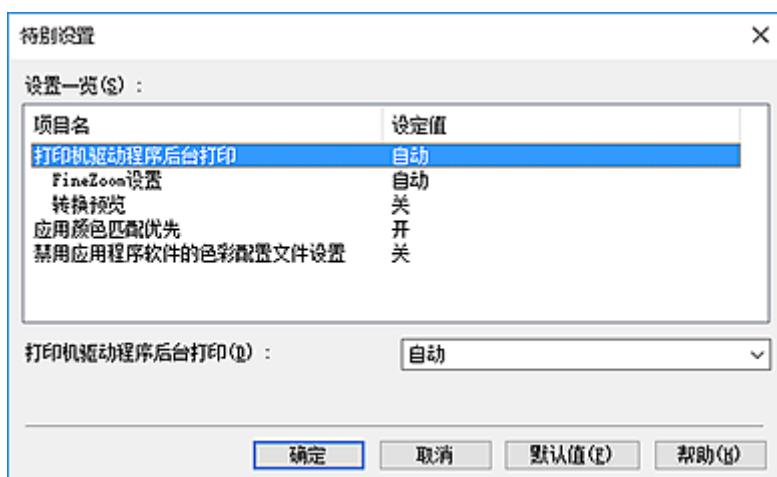 特别设置
设置一览(S) :
项目名 设定值
打印机驱动程序后台打印 自动
FineZoom设置 自动
转换预览 关
应用颜色匹配优先 开
禁用应用程序软件的色彩配置文件设置 关
打印机驱动程序后台打印(D) : 自动
确定 取消 默认值(F) 帮助(H)